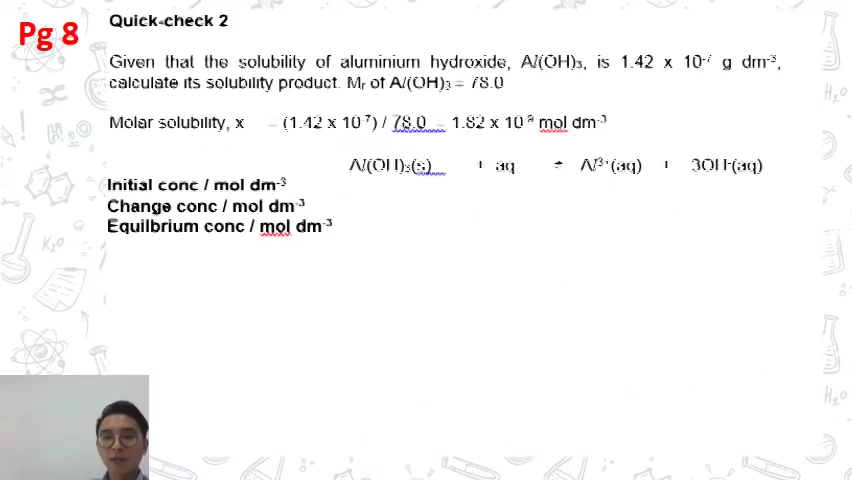 Pg 8
Quick-check 2
Given that the solubility of aluminium hydroxide, Al(OH)₃, is 1.42 x 10⁻⁷ g dm⁻³,
calculate its solubility product. Mᵣ of Al(OH)₃ = 78.0
Molar solubility, x = (1.42 x 10⁻⁷) / 78.0 = 1.82 x 10⁻⁹ mol dm⁻³
Al(OH)₃(s) + aq ⇌ Al³⁺(aq) + 3OH⁻(aq)
Initial conc / mol dm⁻³
Change conc / mol dm⁻³
Equilbrium conc / mol dm⁻³